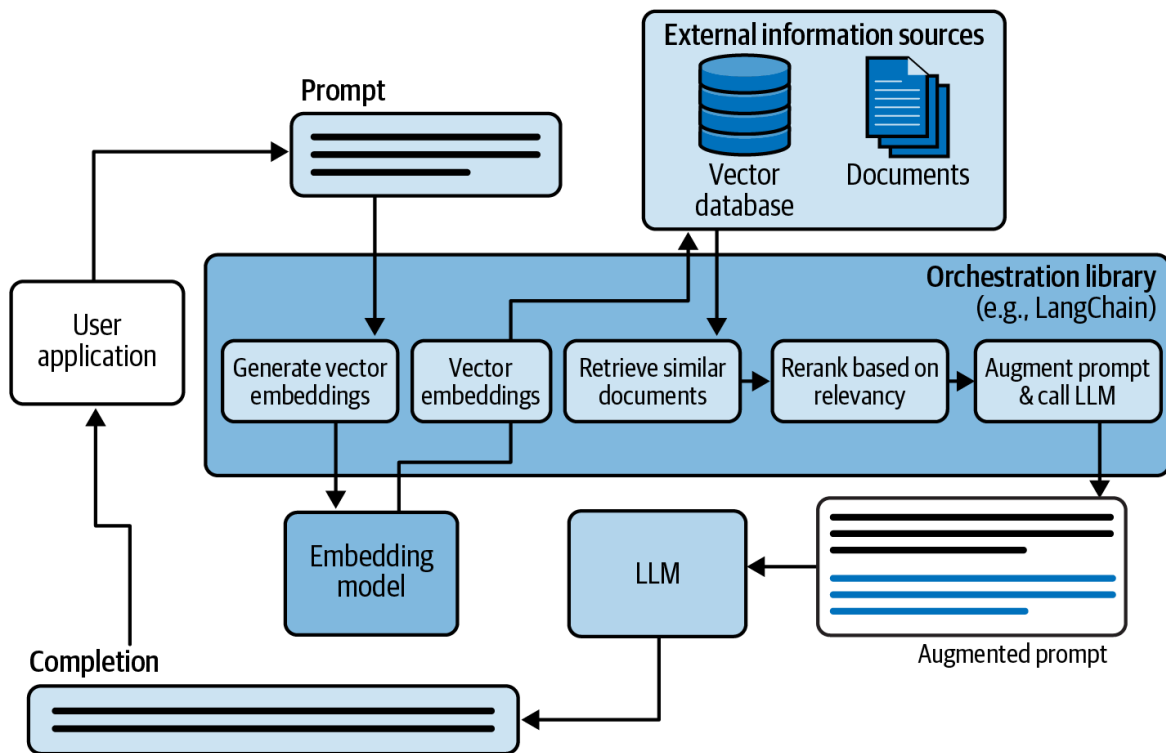 External information sources
Vector
database
Documents
Prompt
Orchestration library
(e.g., LangChain)
User
application
Generate vector
embeddings
Vector
embeddings
Retrieve similar
documents
Rerank based on
relevancy
Augment prompt
& call LLM
Embedding
model
LLM
Augmented prompt
Completion